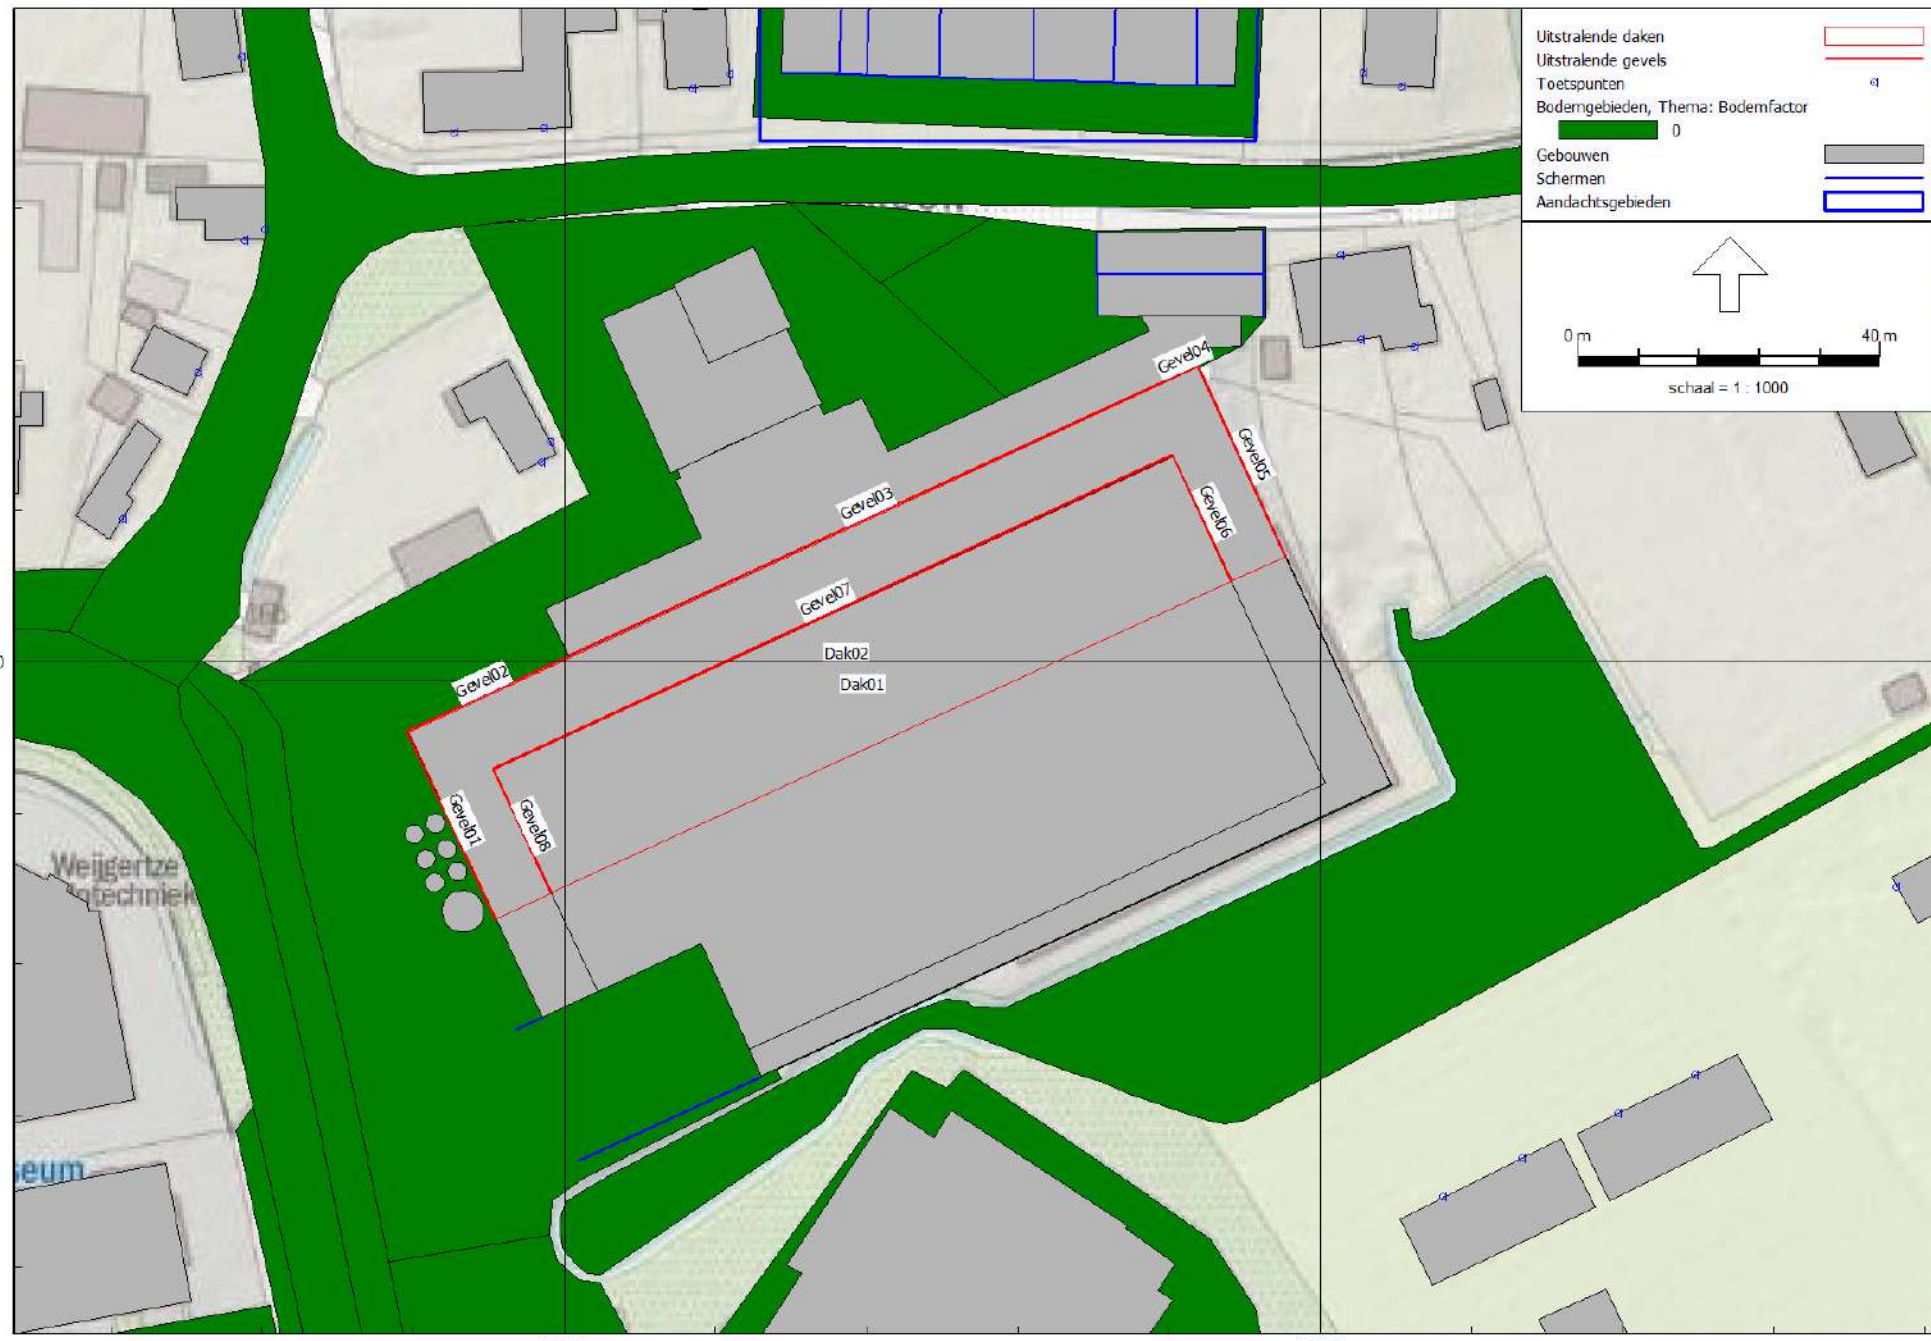 Uitstralende daken
Uitstralende gevels
Toetspunten
Bodemgebieden, Thema: Bodemfactor
0
Gebouwen
Schermen
Aandachtsgebieden
0 m
40 m
schaal = 1 : 1000
Gevel04
Gevel05
Gevel03
Gevel06
Gevel07
Dak02
Dak01
Gevel02
Gevel01
Gevel08
Weijgertze
otechniek
seum